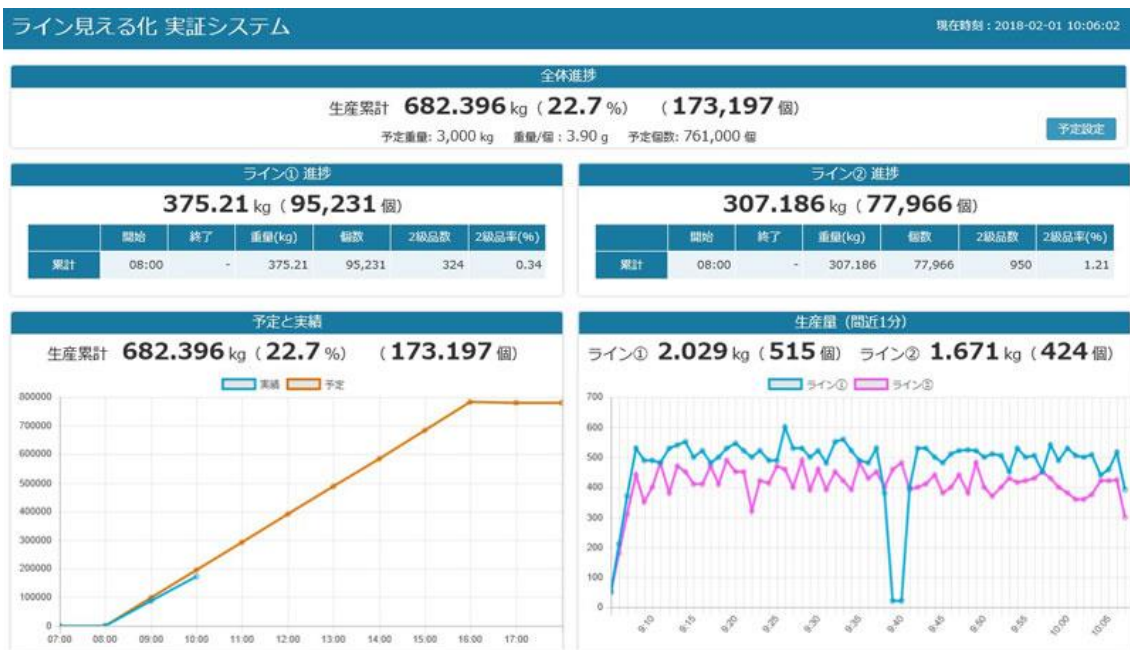 ライン見える化 実証システム
現在時刻：2018-02-01 10:06:02
全体進捗
生産累計 682.396 kg（22.7 %） （173,197 個）
予定重量: 3,000 kg 重量/個：3.90 g 予定個数: 761,000 個
予定設定
ライン① 進捗
375.21 kg（95,231 個）
開始 終了 重量(kg) 個数 2級品数 2級品率(%)
累計 08:00 - 375.21 95,231 324 0.34
ライン② 進捗
307.186 kg（77,966 個）
開始 終了 重量(kg) 個数 2級品数 2級品率(%)
累計 08:00 - 307.186 77,966 950 1.21
予定と実績
生産累計 682.396 kg（22.7 %） （173.197 個）
実績 予定
800000
700000
600000
500000
400000
300000
200000
100000
0
07:00 08:00 09:00 10:00 11:00 12:00 13:00 14:00 15:00 16:00 17:00
生産量（間近1分）
ライン① 2.029 kg（515 個） ライン② 1.671 kg（424 個）
ライン① ライン②
700
600
500
400
300
200
100
0
9:10 9:15 9:20 9:25 9:30 9:35 9:40 9:45 9:50 9:55 10:00 10:05